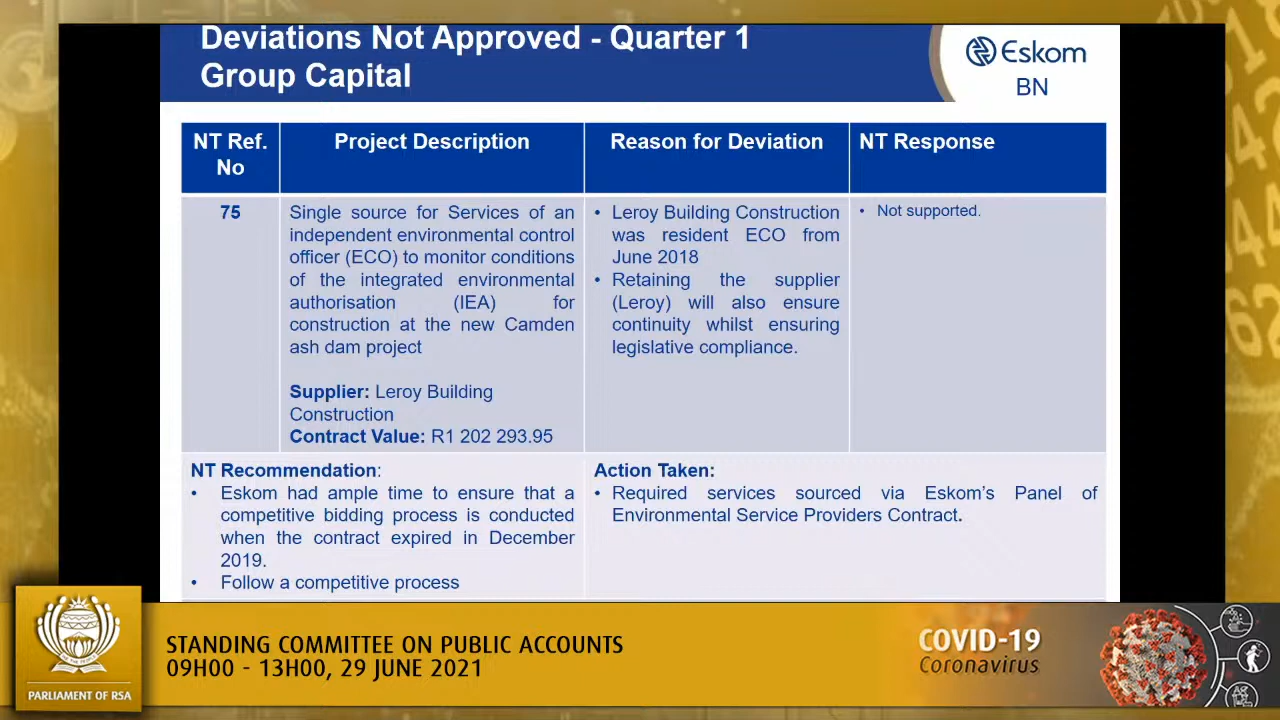 Deviations Not Approved - Quarter 1
Group Capital
Eskom
BN
NT Ref. No
Project Description
Reason for Deviation
NT Response
75
Single source for Services of an
independent environmental control
officer (ECO) to monitor conditions
of the integrated environmental
authorisation (IEA) for
construction at the new Camden
ash dam project
Supplier: Leroy Building
Construction
Contract Value: R1 202 293.95
• Leroy Building Construction
was resident ECO from
June 2018
• Retaining the supplier
(Leroy) will also ensure
continuity whilst ensuring
legislative compliance.
• Not supported.
NT Recommendation:
• Eskom had ample time to ensure that a
competitive bidding process is conducted
when the contract expired in December
2019.
• Follow a competitive process
Action Taken:
• Required services sourced via Eskom's Panel of
Environmental Service Providers Contract.
PARLIAMENT OF RSA
STANDING COMMITTEE ON PUBLIC ACCOUNTS
09H00 - 13H00, 29 JUNE 2021
COVID-19
Coronavirus